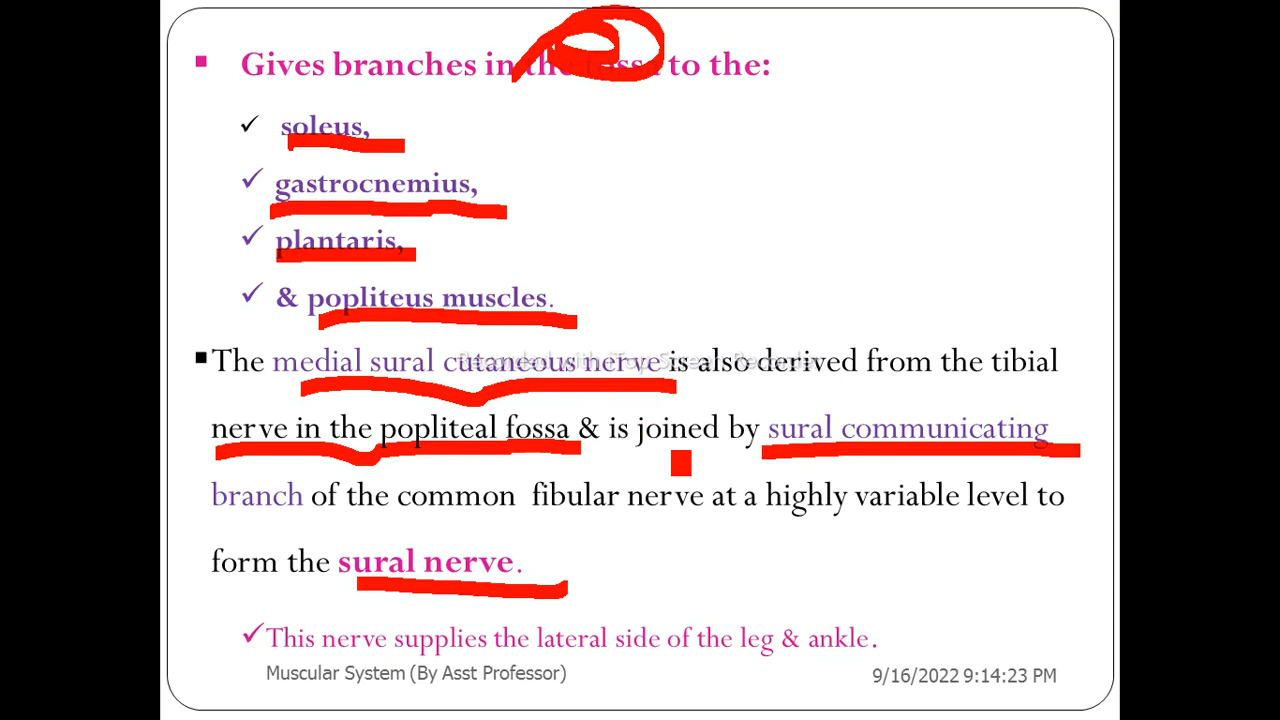 Gives branches in the fossa to the:
soleus,
gastrocnemius,
plantaris,
& popliteus muscles.
The medial sural cutaneous nerve is also derived from the tibial
nerve in the popliteal fossa & is joined by sural communicating
branch of the common fibular nerve at a highly variable level to
form the sural nerve.
This nerve supplies the lateral side of the leg & ankle.
Muscular System (By Asst Professor)
9/16/2022 9:14:23 PM